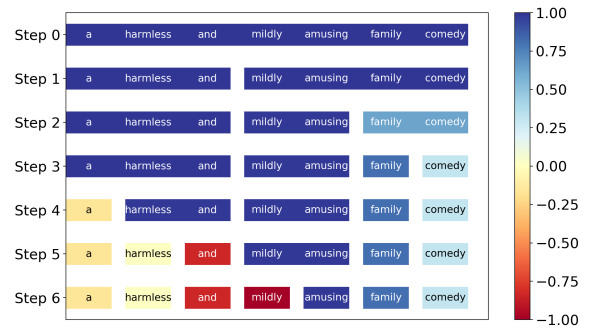 Step 0 a harmless and mildly amusing family comedy
Step 1 a harmless and mildly amusing family comedy
Step 2 a harmless and mildly amusing family comedy
Step 3 a harmless and mildly amusing family comedy
Step 4 a harmless and mildly amusing family comedy
Step 5 a harmless and mildly amusing family comedy
Step 6 a harmless and mildly amusing family comedy
1.00
0.75
0.50
0.25
0.00
−0.25
−0.50
−0.75
−1.00